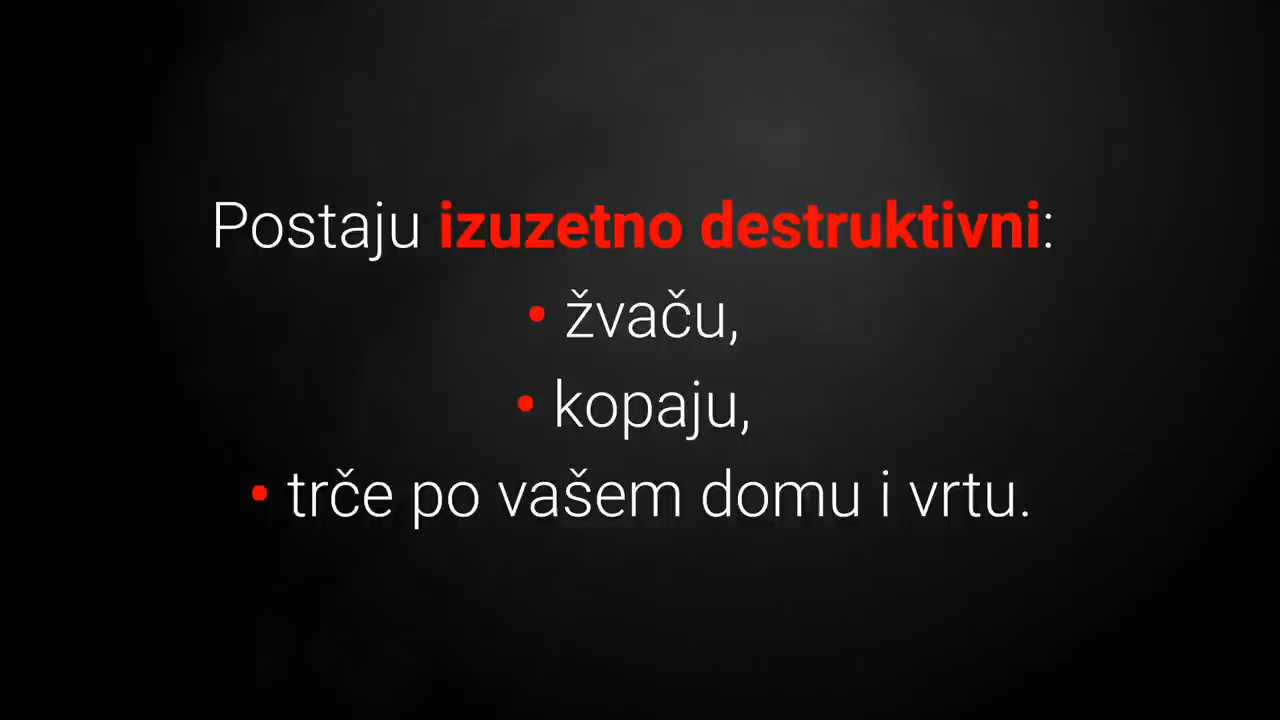 Postaju izuzetno destruktivni:
• žvaču,
• kopaju,
• trče po vašem domu i vrtu.